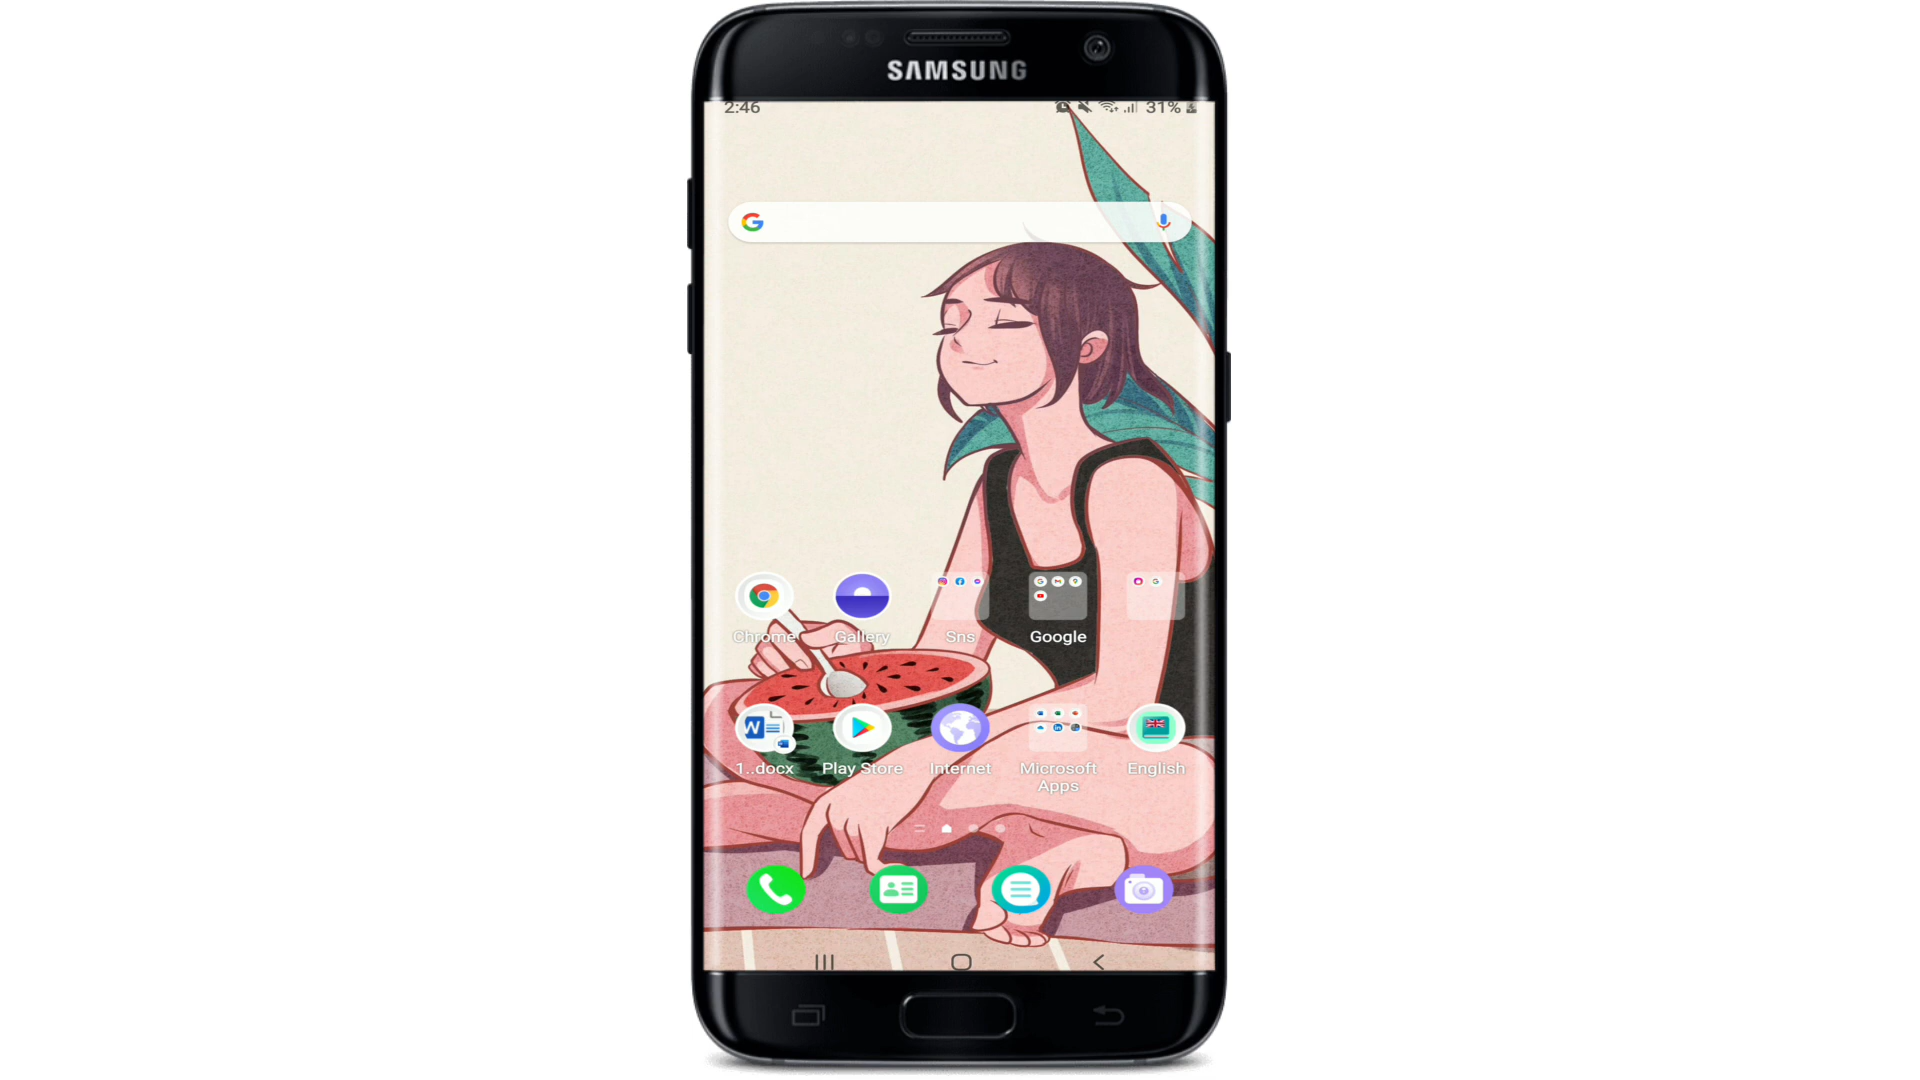 SAMSUNG
2:46
31%
Chrome
Gallery
Sns
Google
1..docx
Play Store
Internet
Microsoft
Apps
English